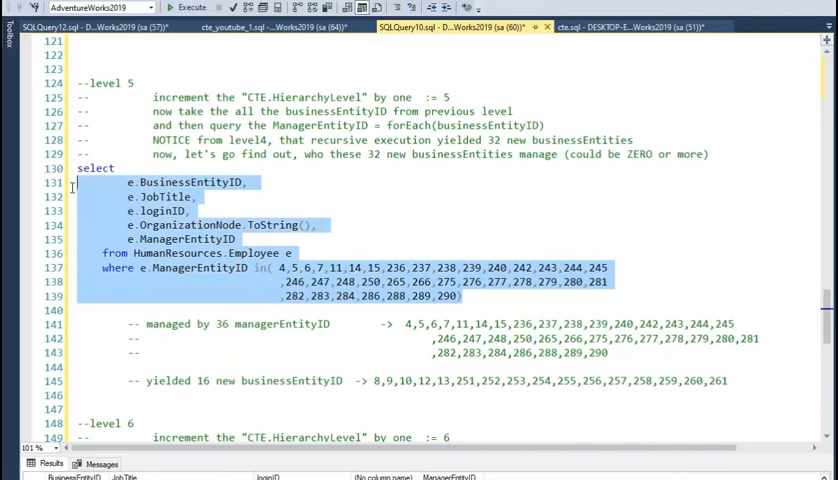 AdventureWorks2019
Execute
SQLQuery12.sql - D...Works2019 (sa (57))*
cte_youtube_1.sql - D...Works2019 (sa (64))*
SQLQuery10.sql - D...Works2019 (sa (60))*
cte.sql - DESKTOP-E...Works2019 (sa (51))*
Toolbox
121
122
123
124 --level 5
125 -- increment the "CTE.HierarchyLevel" by one := 5
126 -- now take the all the businessEntityID from previous level
127 -- and then query the ManagerEntityID = forEach(businessEntityID)
128 -- NOTICE from level4, that recursive execution yielded 32 new businessEntities
129 -- now, let's go find out, who these 32 new businessEntities manage (could be ZERO or more)
130 select
131 e.BusinessEntityID,
132 e.JobTitle,
133 e.loginID,
134 e.OrganizationNode.ToString(),
135 e.ManagerEntityID
136 from HumanResources.Employee e
137 where e.ManagerEntityID in( 4,5,6,7,11,14,15,236,237,238,239,240,242,243,244,245
138 ,246,247,248,250,265,266,275,276,277,278,279,280,281
139 ,282,283,284,286,288,289,290)
140
141 -- managed by 36 managerEntityID -> 4,5,6,7,11,14,15,236,237,238,239,240,242,243,244,245
142 -- ,246,247,248,250,265,266,275,276,277,278,279,280,281
143 -- ,282,283,284,286,288,289,290
144
145 -- yielded 16 new businessEntityID -> 8,9,10,12,13,251,252,253,254,255,256,257,258,259,260,261
146
147
148 --level 6
149 -- increment the "CTE.HierarchyLevel" by one := 6
101 %
Results Messages
BusinessEntityID JobTitle loginID (No column name) ManagerEntityID